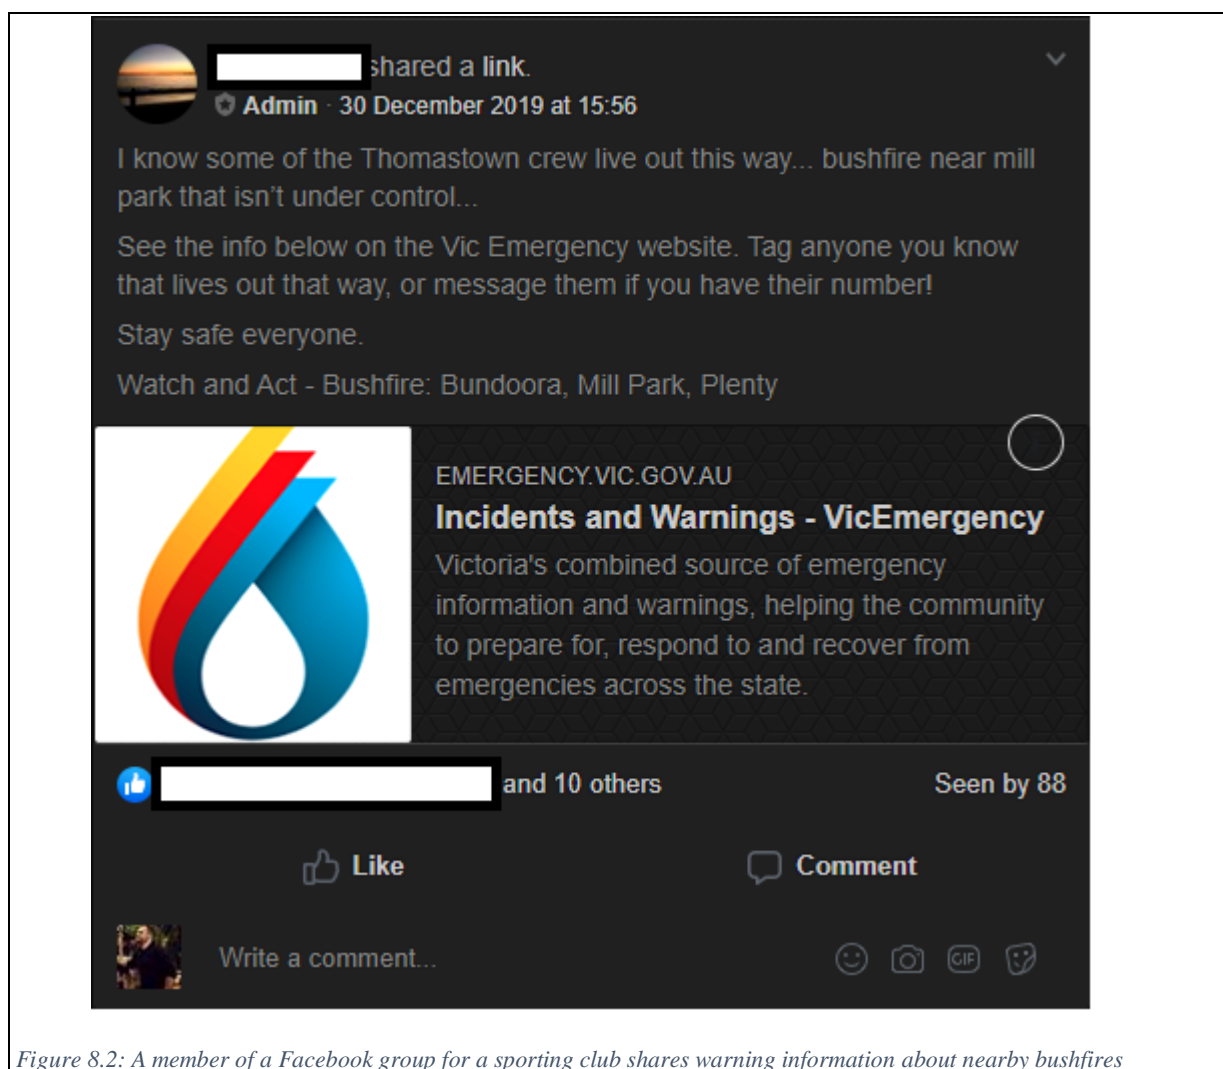 shared a link.
Admin · 30 December 2019 at 15:56
I know some of the Thomastown crew live out this way... bushfire near mill
park that isn't under control...
See the info below on the Vic Emergency website. Tag anyone you know
that lives out that way, or message them if you have their number!
Stay safe everyone.
Watch and Act - Bushfire: Bundoora, Mill Park, Plenty
EMERGENCY.VIC.GOV.AU
Incidents and Warnings - VicEmergency
Victoria's combined source of emergency
information and warnings, helping the community
to prepare for, respond to and recover from
emergencies across the state.
and 10 others
Seen by 88
Like
Comment
Write a comment...
GIF
Figure 8.2: A member of a Facebook group for a sporting club shares warning information about nearby bushfires